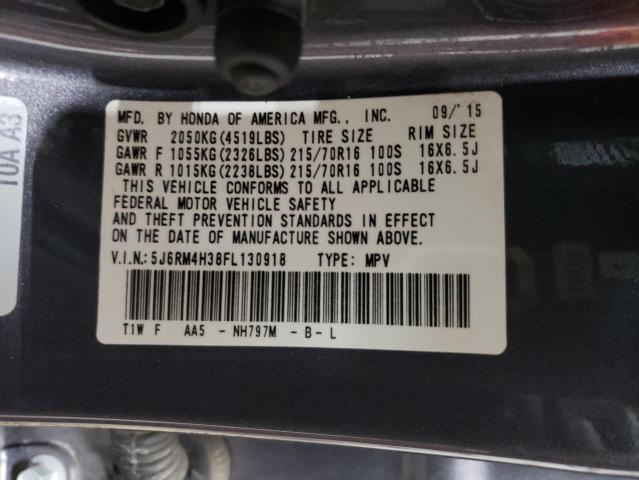 MFD. BY HONDA OF AMERICA MFG., INC. 09/'15
GVWR 2050KG(4519LBS) TIRE SIZE RIM SIZE
GAWR F 1055KG(2326LBS) 215/70R16 100S 16X6.5J
GAWR R 1015KG(2238LBS) 215/70R16 100S 16X6.5J
THIS VEHICLE CONFORMS TO ALL APPLICABLE
FEDERAL MOTOR VEHICLE SAFETY
AND THEFT PREVENTION STANDARDS IN EFFECT
ON THE DATE OF MANUFACTURE SHOWN ABOVE.
V.I.N.:5J6RM4H38FL130918 TYPE: MPV
T1W F AA5 - NH797M - B - L
T0A A3